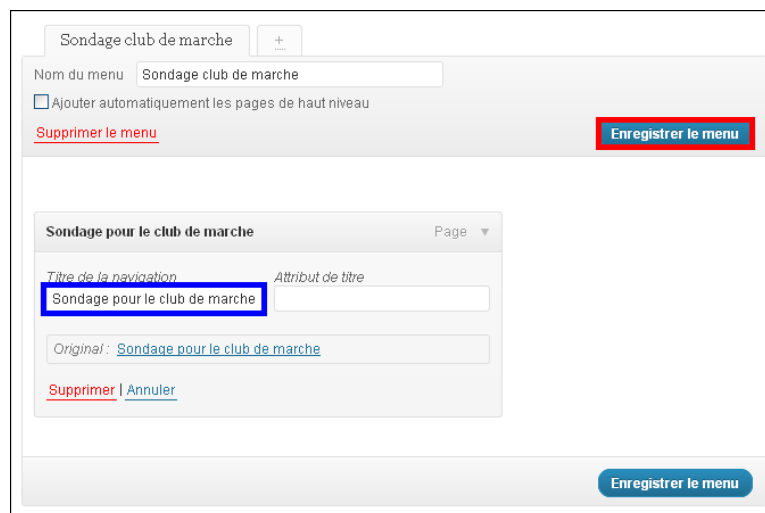 Sondage club de marche +
Nom du menu Sondage club de marche
Ajouter automatiquement les pages de haut niveau
Supprimer le menu Enregistrer le menu
Sondage pour le club de marche Page ▼
Titre de la navigation Attribut de titre
Sondage pour le club de marche
Original : Sondage pour le club de marche
Supprimer | Annuler
Enregistrer le menu